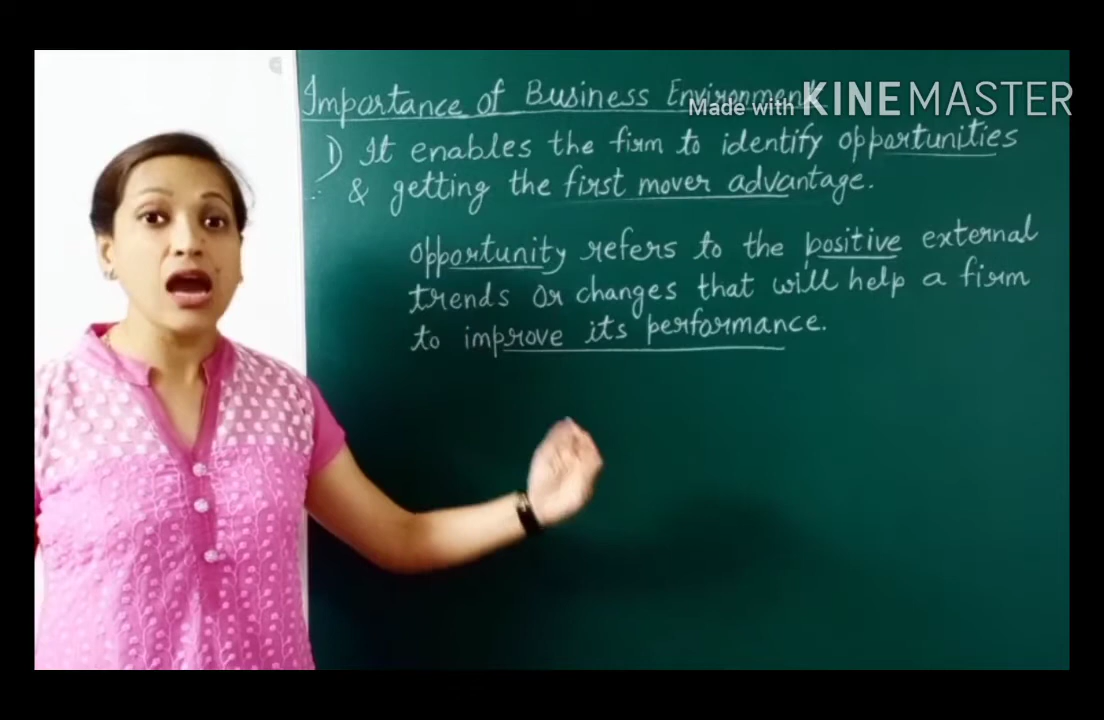 Importance of Business Environment
Made with KINEMASTER
1) It enables the firm to identify opportunities
& getting the first mover advantage.
Opportunity refers to the positive external
trends or changes that will help a firm
to improve its performance.